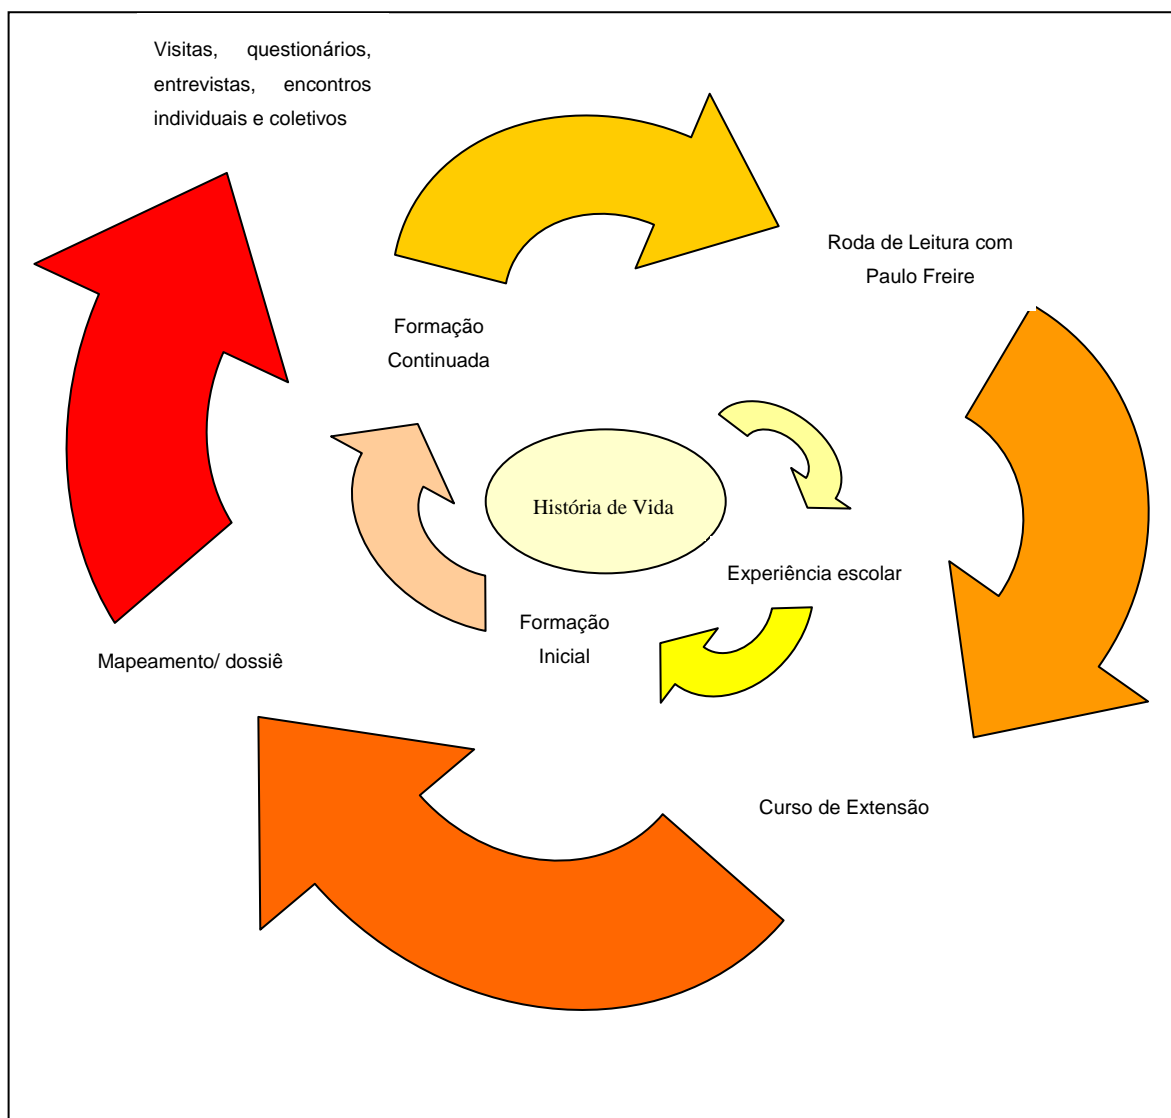 Visitas, questionários,
entrevistas, encontros
individuais e coletivos
Roda de Leitura com
Paulo Freire
Formação
Continuada
História de Vida
Experiência escolar
Formação
Inicial
Mapeamento/ dossiê
Curso de Extensão